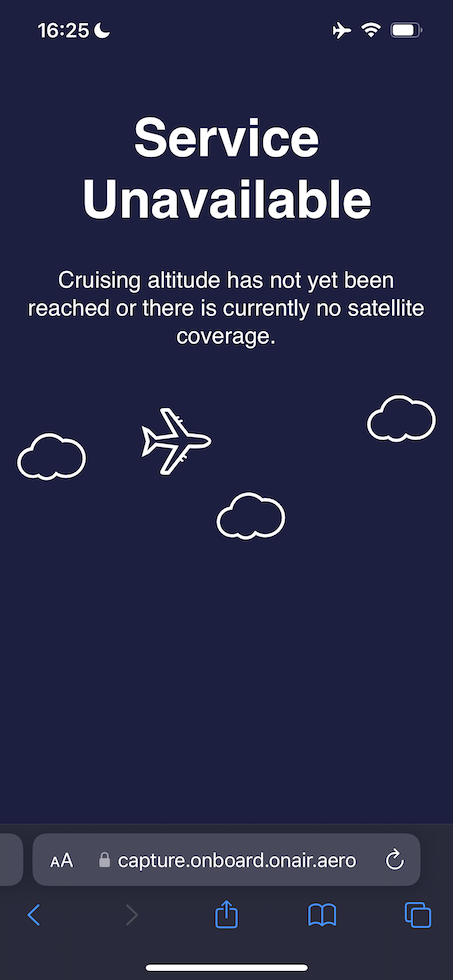 16:25
Service
Unavailable
Cruising altitude has not yet been
reached or there is currently no satellite
coverage.
AA
capture.onboard.onair.aero